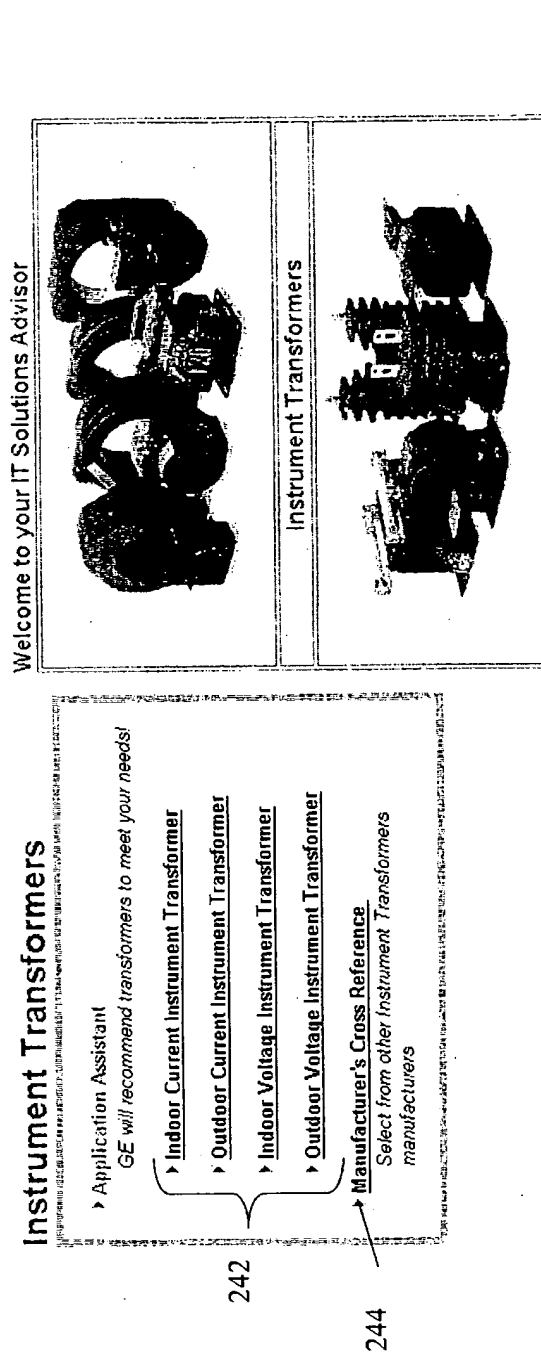 Instrument Transformers
Application Assistant
GE will recommend transformers to meet your needs!
Indoor Current Instrument Transformer
Outdoor Current Instrument Transformer
Indoor Voltage Instrument Transformer
Outdoor Voltage Instrument Transformer
Manufacturer's Cross Reference
Select from other Instrument Transformers
manufacturers
242
244
Welcome to your IT Solutions Advisor
Instrument Transformers